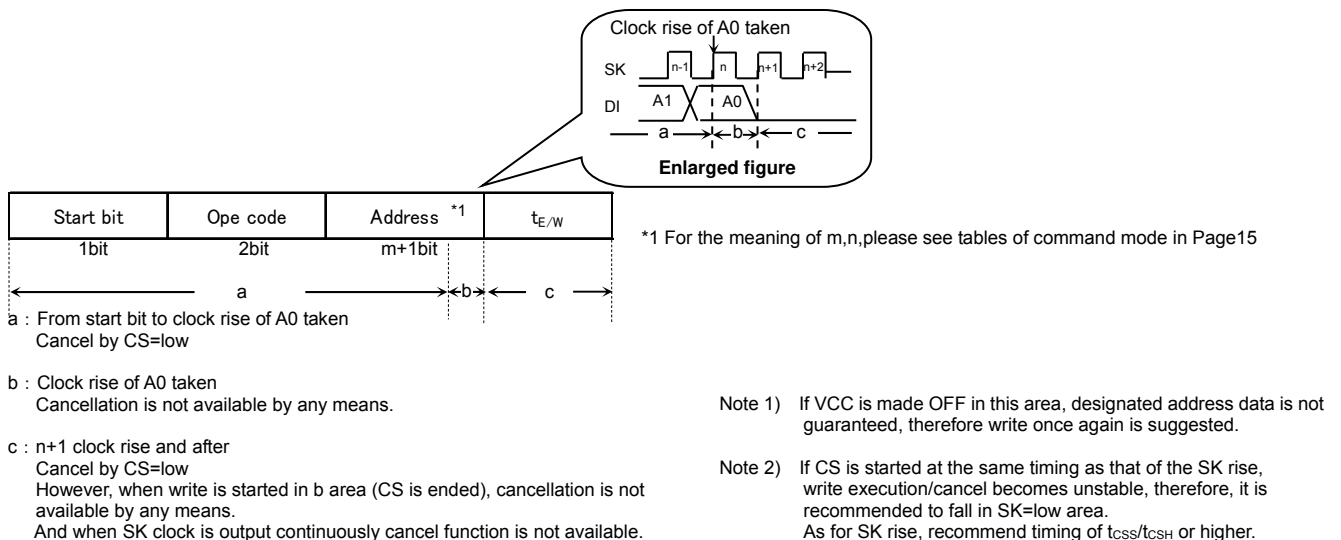 Clock rise of A0 taken
SK n-1 n n+1 n+2
DI A1 A0
a b c
Enlarged figure
Start bit Ope code Address *1 tE/W
1bit 2bit m+1bit
*1 For the meaning of m,n,please see tables of command mode in Page15
a b c
a：From start bit to clock rise of A0 taken
Cancel by CS=low
b：Clock rise of A0 taken
Cancellation is not available by any means.
c：n+1 clock rise and after
Cancel by CS=low
However, when write is started in b area (CS is ended), cancellation is not
available by any means.
And when SK clock is output continuously cancel function is not available.
Note 1) If VCC is made OFF in this area, designated address data is not
guaranteed, therefore write once again is suggested.
Note 2) If CS is started at the same timing as that of the SK rise,
write execution/cancel becomes unstable, therefore, it is
recommended to fall in SK=low area.
As for SK rise, recommend timing of tCSS/tCSH or higher.